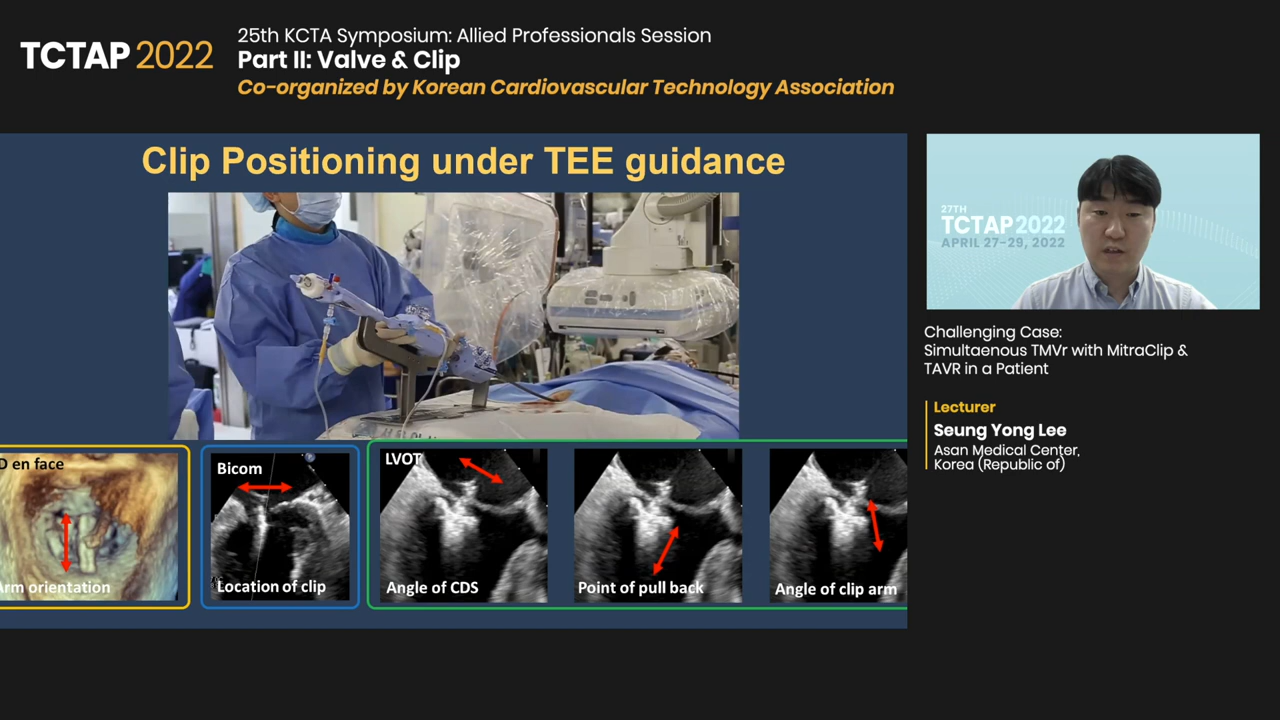 TCTAP 2022
25th KCTA Symposium: Allied Professionals Session
Part II: Valve & Clip
Co-organized by Korean Cardiovascular Technology Association
Clip Positioning under TEE guidance
D en face
Arm orientation
Bicom
Location of clip
LVOT
Angle of CDS
Point of pull back
Angle of clip arm
27TH
TCTAP 2022
APRIL 27-29, 2022
Challenging Case:
Simultaenous TMVr with MitraClip &
TAVR in a Patient
Lecturer
Seung Yong Lee
Asan Medical Center,
Korea (Republic of)